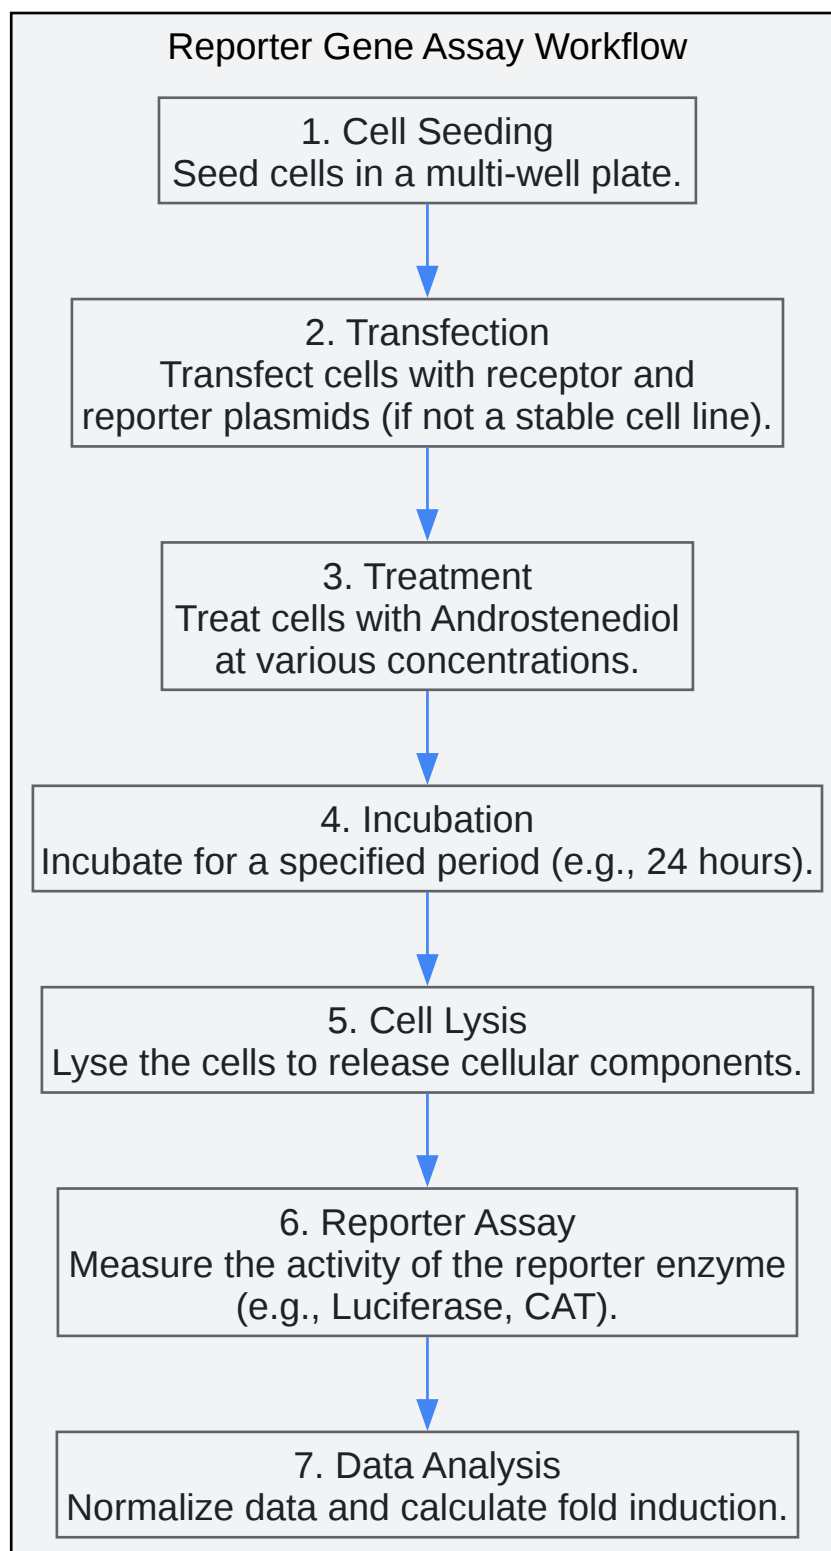 Reporter Gene Assay Workflow
1. Cell Seeding
Seed cells in a multi-well plate.
2. Transfection
Transfect cells with receptor and
reporter plasmids (if not a stable cell line).
3. Treatment
Treat cells with Androstenediol
at various concentrations.
4. Incubation
Incubate for a specified period (e.g., 24 hours).
5. Cell Lysis
Lyse the cells to release cellular components.
6. Reporter Assay
Measure the activity of the reporter enzyme
(e.g., Luciferase, CAT).
7. Data Analysis
Normalize data and calculate fold induction.